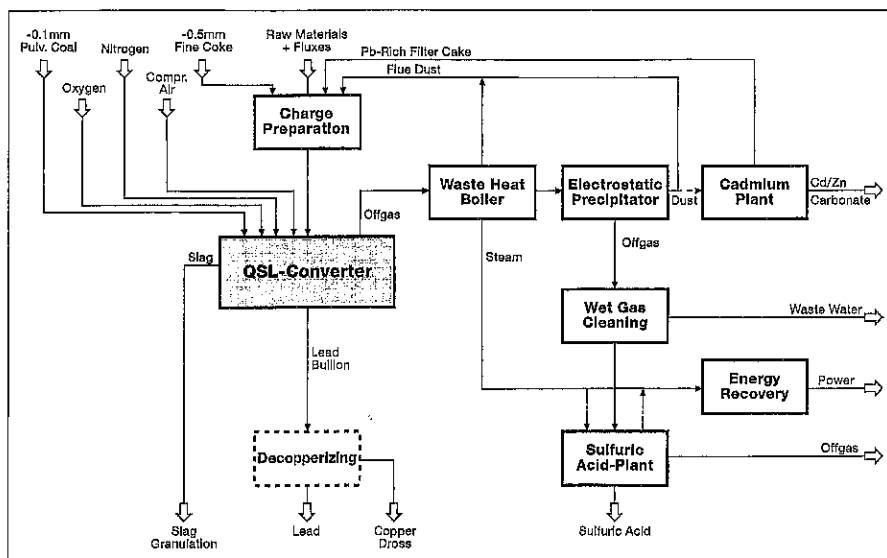 -0.1mm
Pulv. Coal
Nitrogen
-0.5mm
Fine Coke
Raw Materials
+ Fluxes
Oxygen
Compr.
Air
Pb-Rich Filter Cake
Flue Dust
Charge
Preparation
Waste Heat
Boiler
Electrostatic
Precipitator
Dust
Cadmium
Plant
Cd/Zn
Carbonate
Offgas
Slag
QSL-Converter
Steam
Offgas
Wet Gas
Cleaning
Waste Water
Lead
Bullion
Energy
Recovery
Power
Decopperizing
Sulfuric
Acid-Plant
Offgas
Slag
Granulation
Lead
Copper
Dross
Sulfuric Acid